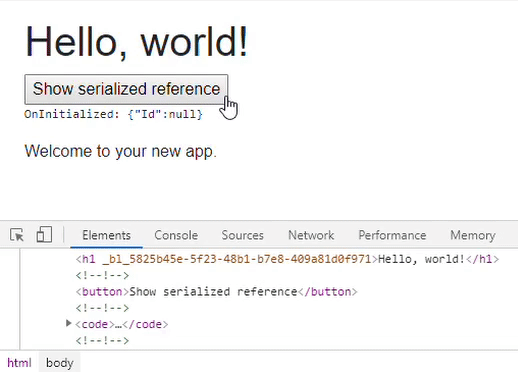 Hello, world!
Show serialized reference
OnInitialized: {"Id":null}
Welcome to your new app.
Elements Console Sources Network Performance Memory
<h1 _bl_5825b45e-5f23-48b1-b7e8-409a81d0f971>Hello, world!</h1>
<!--!-->
<button>Show serialized reference</button>
<!--!-->
<code>…</code>
<!--!-->
html body